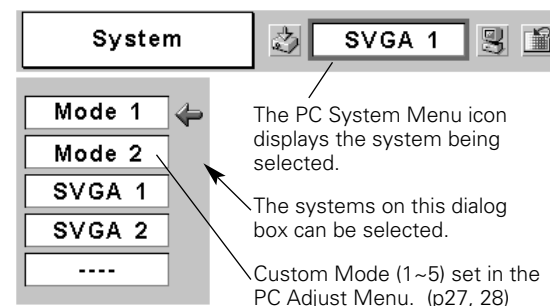 System
SVGA 1
Mode 1
Mode 2
SVGA 1
SVGA 2
----
The PC System Menu icon
displays the system being
selected.
The systems on this dialog
box can be selected.
Custom Mode (1~5) set in the
PC Adjust Menu. (p27, 28)